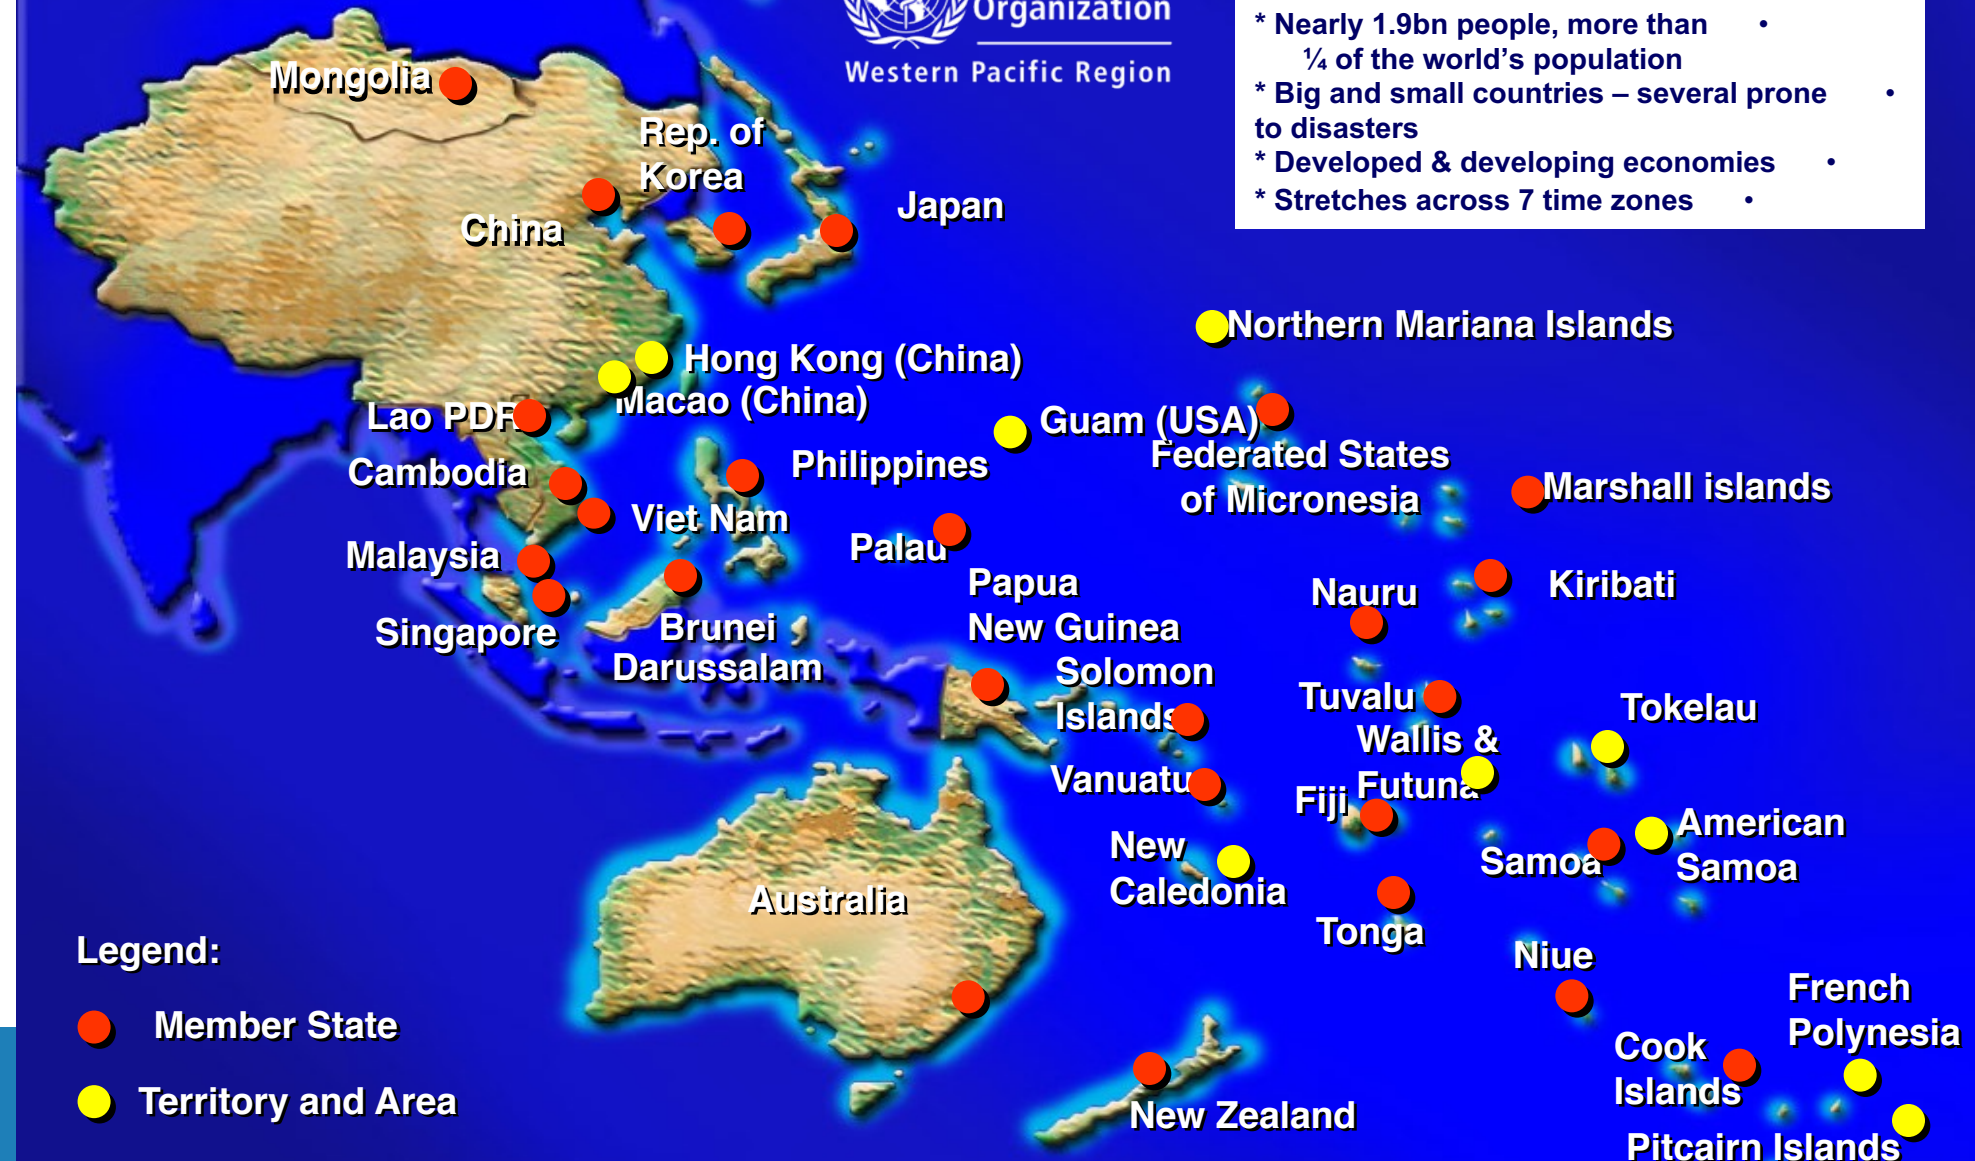 Organization
Western Pacific Region
* Nearly 1.9bn people, more than •
¼ of the world’s population
* Big and small countries – several prone •
to disasters
* Developed & developing economies •
* Stretches across 7 time zones •
Mongolia
Rep. of
Korea
China
Japan
Northern Mariana Islands
Hong Kong (China)
Macao (China)
Lao PDR
Guam (USA)
Federated States
of Micronesia
Cambodia
Philippines
Marshall islands
Viet Nam
Palau
Malaysia
Papua
New Guinea
Nauru
Kiribati
Singapore
Brunei
Darussalam
Solomon
Islands
Tuvalu
Tokelau
Wallis &
Futuna
Vanuatu
Fiji
New
Caledonia
Samoa
American
Samoa
Australia
Tonga
Niue
French
Polynesia
Cook
Islands
New Zealand
Pitcairn Islands
Legend:
Member State
Territory and Area